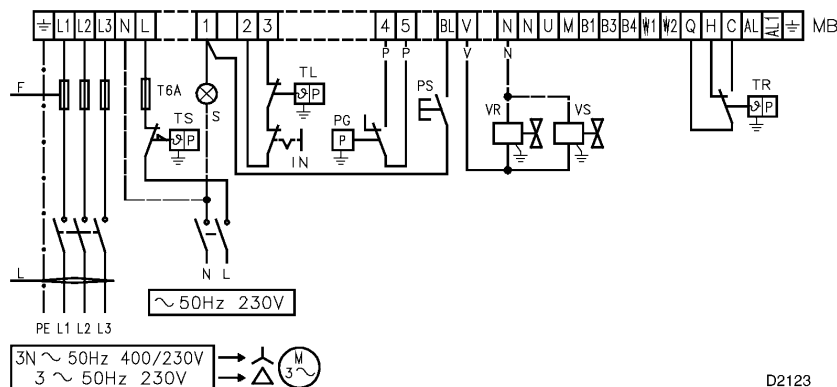 L1 L2 L3 N L 1 2 3 4 5 BL V N N U M B1 B3 B4 W1 W2 Q H C AL AL1 MB
P P V N
F T6A TS ϑ P S TL ϑ P IN PG P PS VR VS TR ϑ P
N L
L
~ 50Hz 230V
PE L1 L2 L3
3N ~ 50Hz 400/230V
3 ~ 50Hz 230V
M
3~
D2123